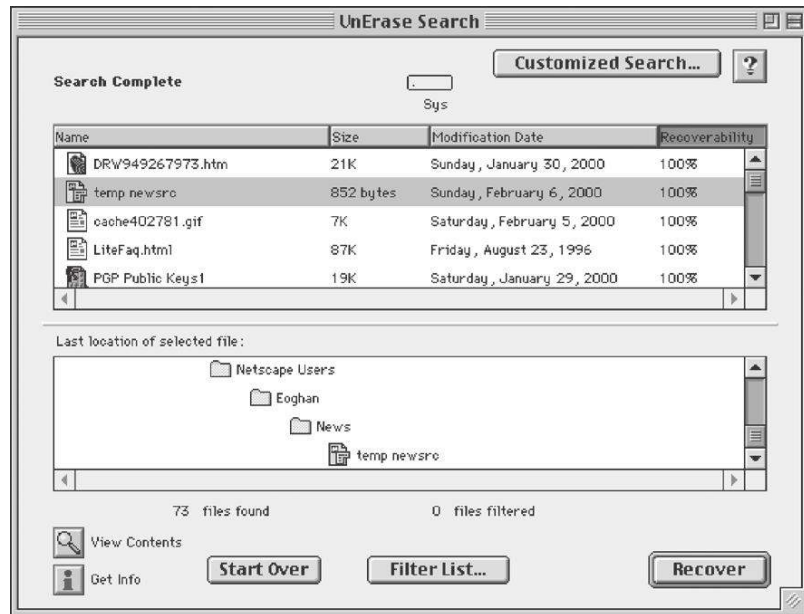 UnErase Search
Customized Search...
?
Search Complete
Sys
Name Size Modification Date Recoverability
DRW949267973.htm 21K Sunday, January 30, 2000 100%
temp newsrc 852 bytes Sunday, February 6, 2000 100%
cache402781.gif 7K Saturday, February 5, 2000 100%
LiteFaq.html 87K Friday, August 23, 1996 100%
PGP Public Keys1 19K Saturday, January 29, 2000 100%
Last location of selected file:
Netscape Users
Eoghan
News
temp newsrc
73 files found 0 files filtered
View Contents
Get Info
Start Over
Filter List...
Recover